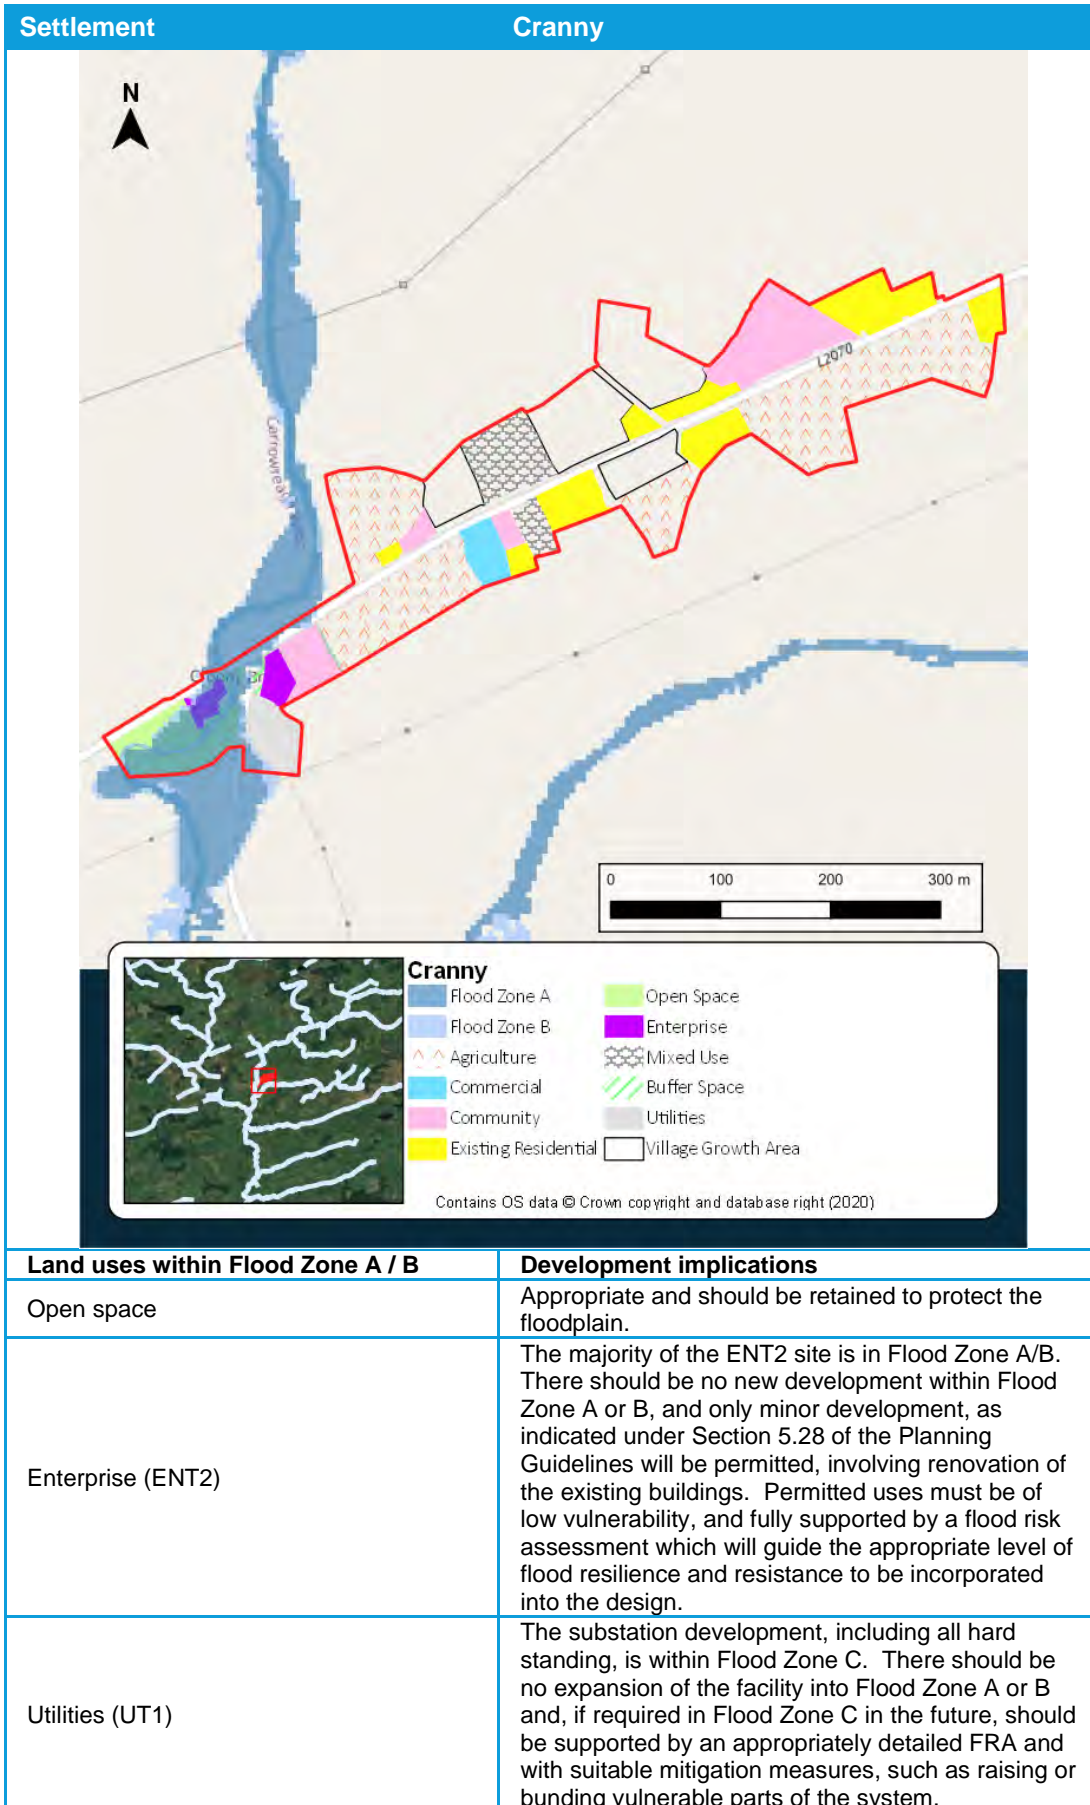 Settlement Cranny
N
L2070
Carrowrea
Cranny
Flood Zone A
Flood Zone B
Agriculture
Commercial
Community
Existing Residential
Open Space
Enterprise
Mixed Use
Buffer Space
Utilities
Village Growth Area
0 100 200 300 m
Contains OS data © Crown copyright and database right (2020)
Land uses within Flood Zone A / B
Development implications
Open space
Appropriate and should be retained to protect the
floodplain.
Enterprise (ENT2)
The majority of the ENT2 site is in Flood Zone A/B.
There should be no new development within Flood
Zone A or B, and only minor development, as
indicated under Section 5.28 of the Planning
Guidelines will be permitted, involving renovation of
the existing buildings. Permitted uses must be of
low vulnerability, and fully supported by a flood risk
assessment which will guide the appropriate level of
flood resilience and resistance to be incorporated
into the design.
Utilities (UT1)
The substation development, including all hard
standing, is within Flood Zone C. There should be
no expansion of the facility into Flood Zone A or B
and, if required in Flood Zone C in the future, should
be supported by an appropriately detailed FRA and
with suitable mitigation measures, such as raising or
bunding vulnerable parts of the system.